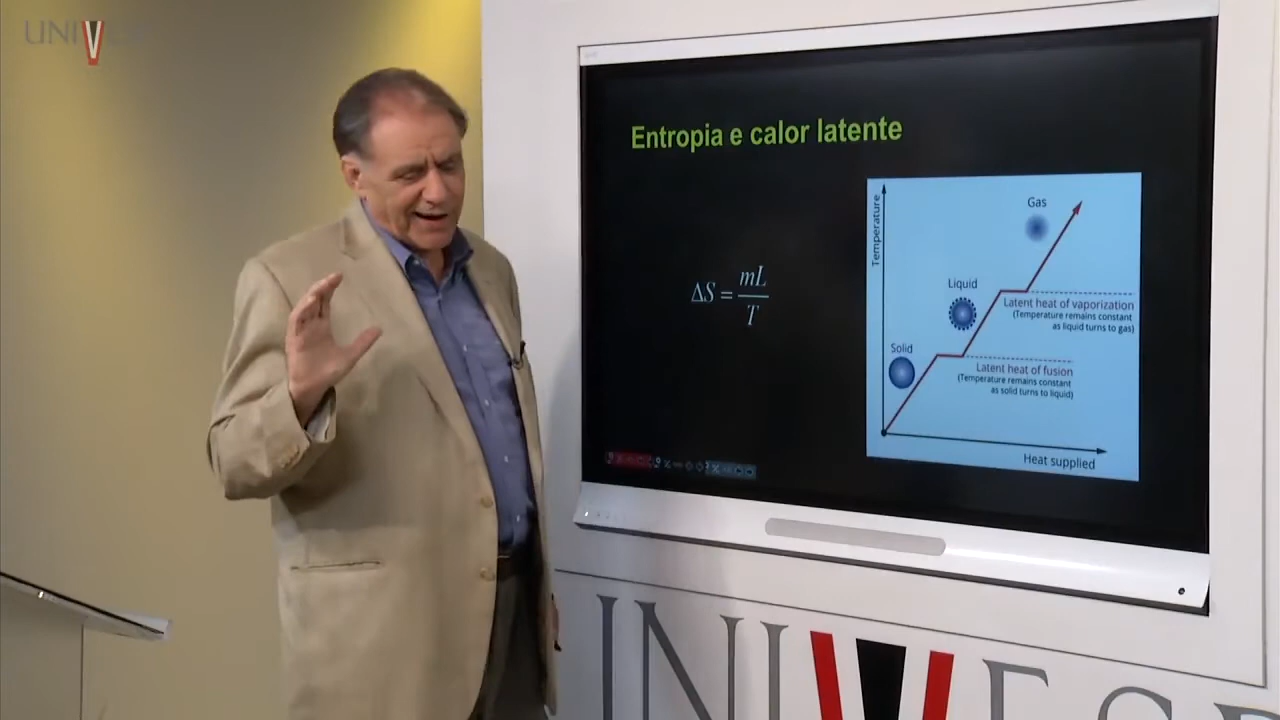 UNIVESP
Entropia e calor latente
ΔS = mL
T
Temperature
Gas
Liquid
Latent heat of vaporization
(Temperature remains constant
as liquid turns to gas)
Solid
Latent heat of fusion
(Temperature remains constant
as solid turns to liquid)
Heat supplied
UNIVESP